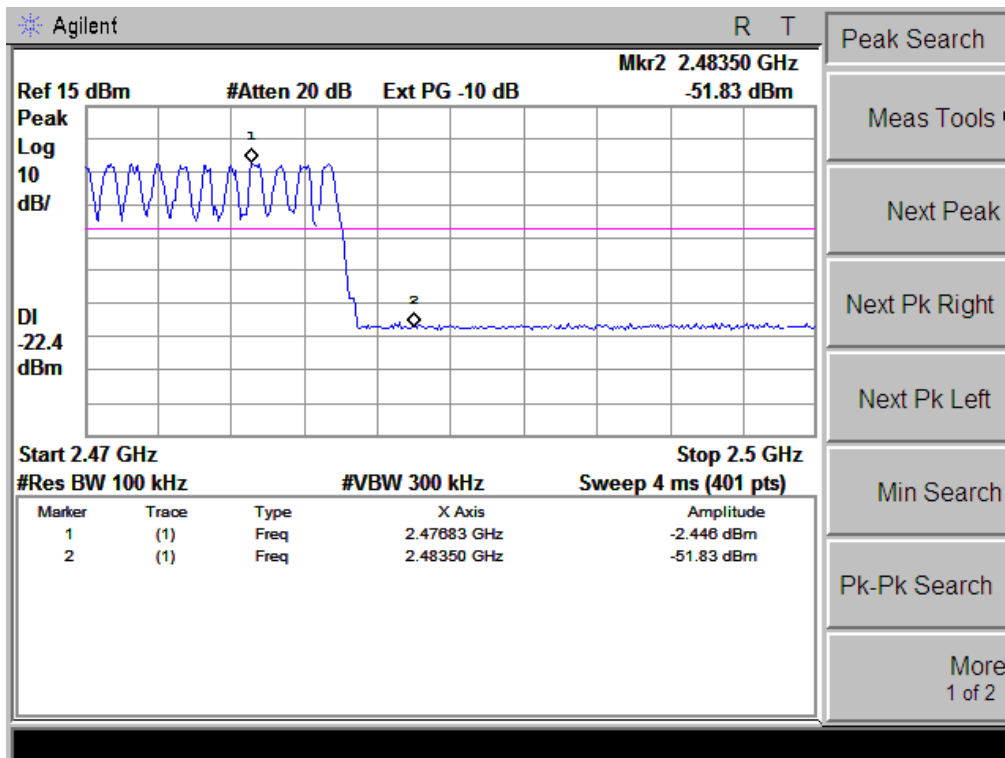 Agilent R T
Mkr2 2.48350 GHz
Ref 15 dBm #Atten 20 dB Ext PG -10 dB -51.83 dBm
Peak
Log
10
dB/
1
2
DI
-22.4
dBm
Start 2.47 GHz Stop 2.5 GHz
#Res BW 100 kHz #VBW 300 kHz Sweep 4 ms (401 pts)
Marker Trace Type X Axis Amplitude
1 (1) Freq 2.47683 GHz -2.446 dBm
2 (1) Freq 2.48350 GHz -51.83 dBm
Peak Search
Meas Tools
Next Peak
Next Pk Right
Next Pk Left
Min Search
Pk-Pk Search
More
1 of 2